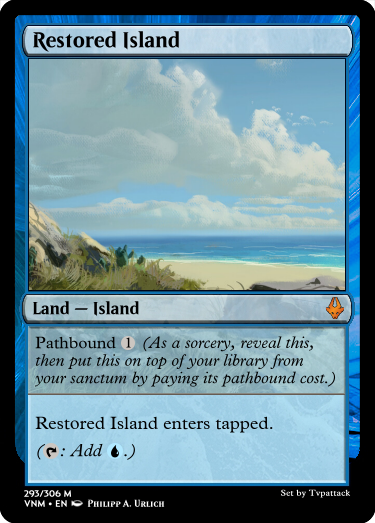 Restored Island
Land — Island
Pathbound 1 (As a sorcery, reveal this,
then put this on top of your library from
your sanctum by paying its pathbound cost.)
Restored Island enters tapped.
( : Add .)
293/306 M
VNM • EN Philipp A. Urlich
Set by Tvpattack